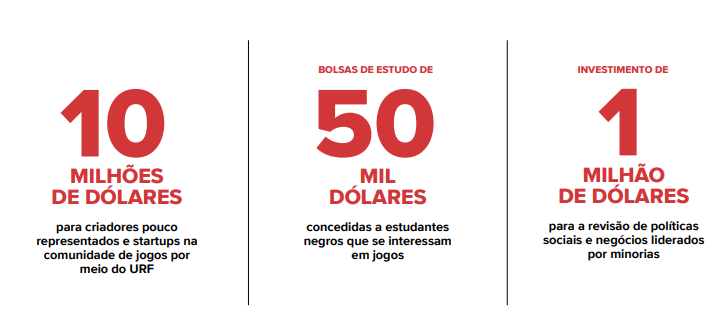 10
MILHÕES
DE DÓLARES
para criadores pouco
representados e startups na
comunidade de jogos por
meio do URF
BOLSAS DE ESTUDO DE
50
MIL
DÓLARES
concedidas a estudantes
negros que se interessam
em jogos
INVESTIMENTO DE
1
MILHÃO
DE DÓLARES
para a revisão de políticas
sociais e negócios liderados
por minorias